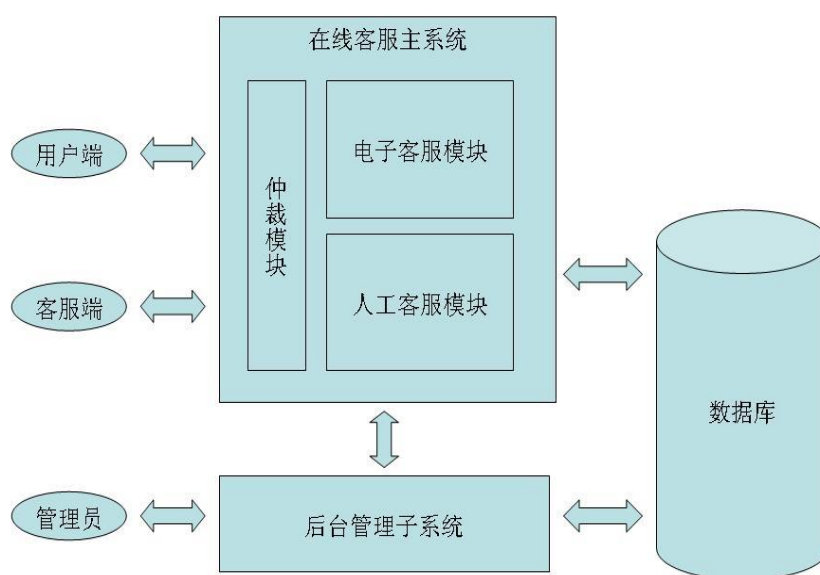 在线客服主系统
用户端
电子客服模块
仲裁模块
客服端
人工客服模块
数据库
管理员
后台管理子系统